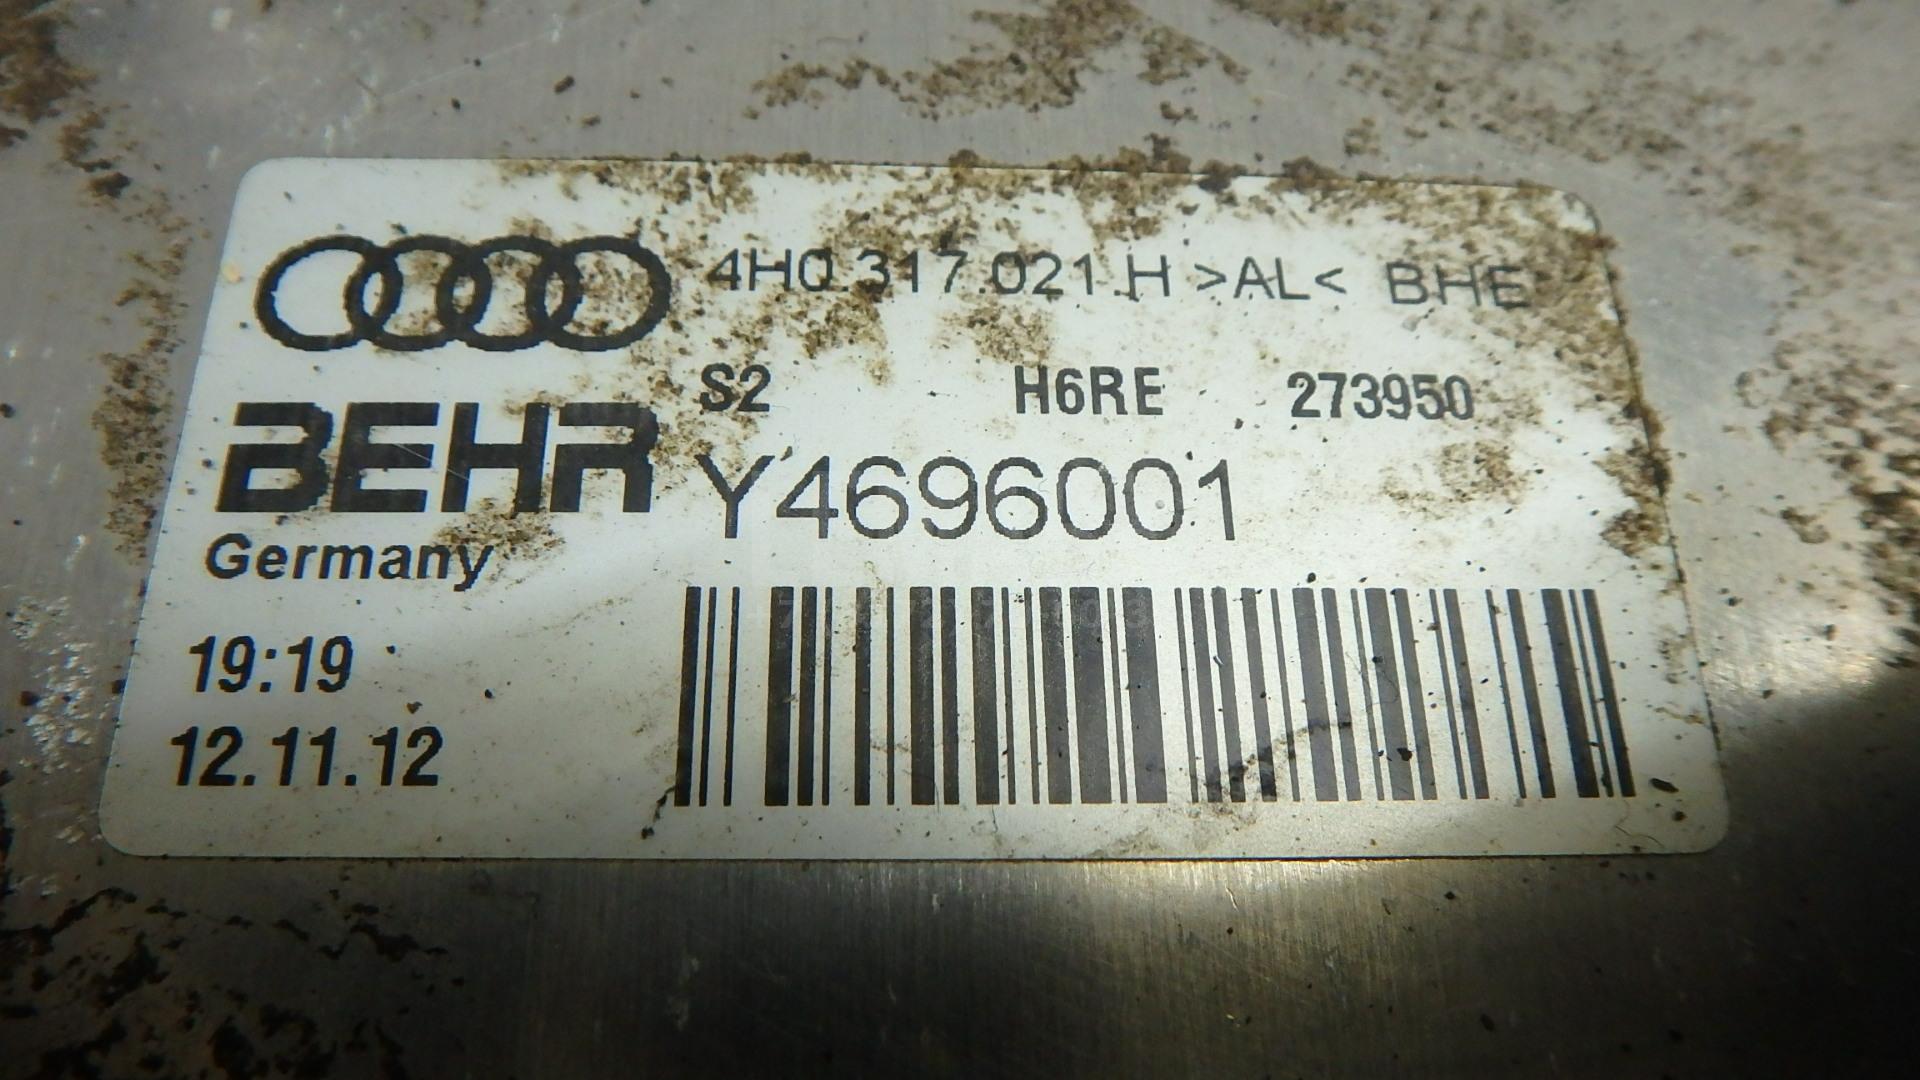 4H0.317.021.H >AL< BHE
S2 H6RE 273950
BEHR
Y4696001
Germany
19:19
12.11.12